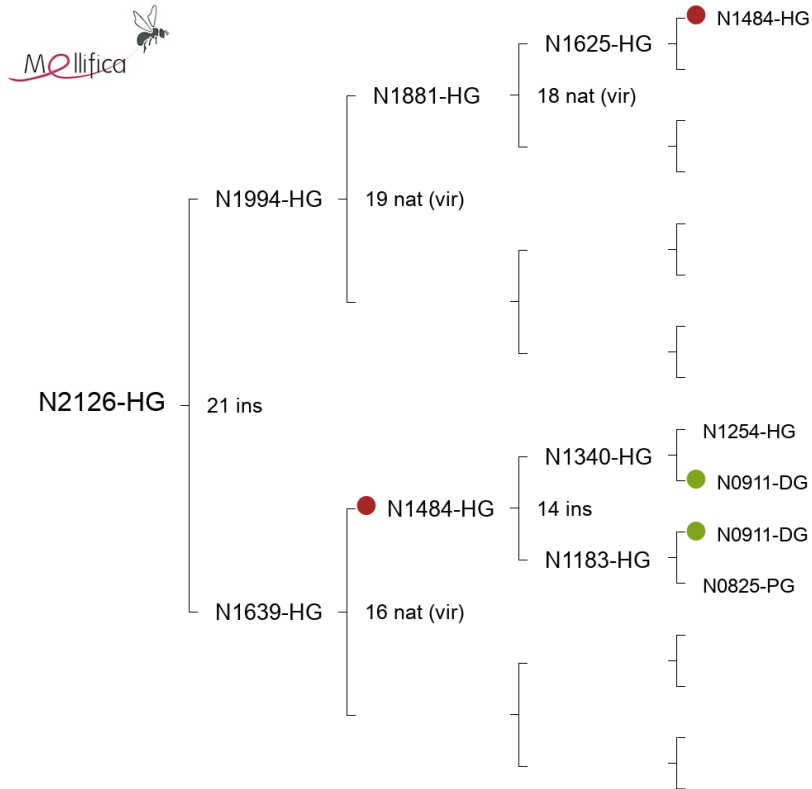 Mellifica
N1484-HG
N1625-HG
N1881-HG
18 nat (vir)
N1994-HG
19 nat (vir)
N2126-HG
21 ins
N1254-HG
N1340-HG
N0911-DG
N1484-HG
14 ins
N0911-DG
N1183-HG
N0825-PG
N1639-HG
16 nat (vir)